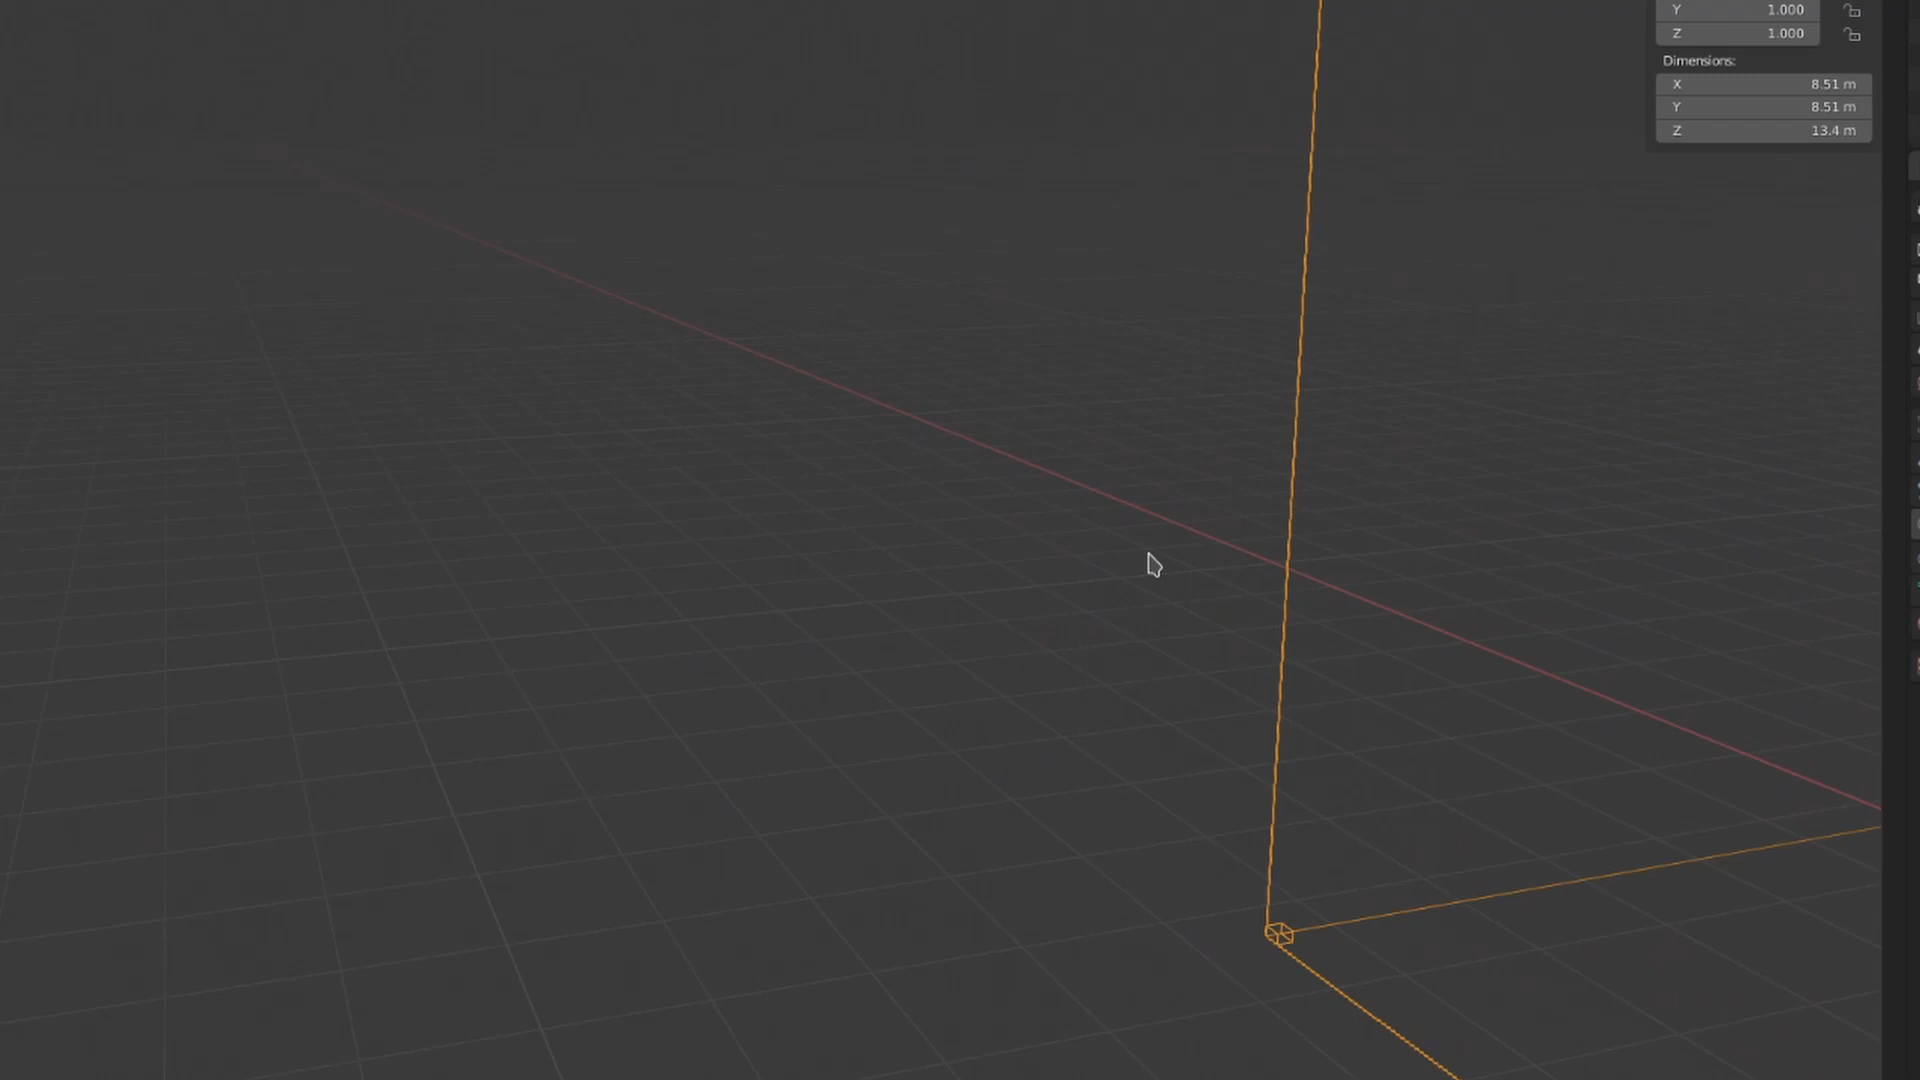 Y 1.000
Z 1.000
Dimensions:
X 8.51 m
Y 8.51 m
Z 13.4 m